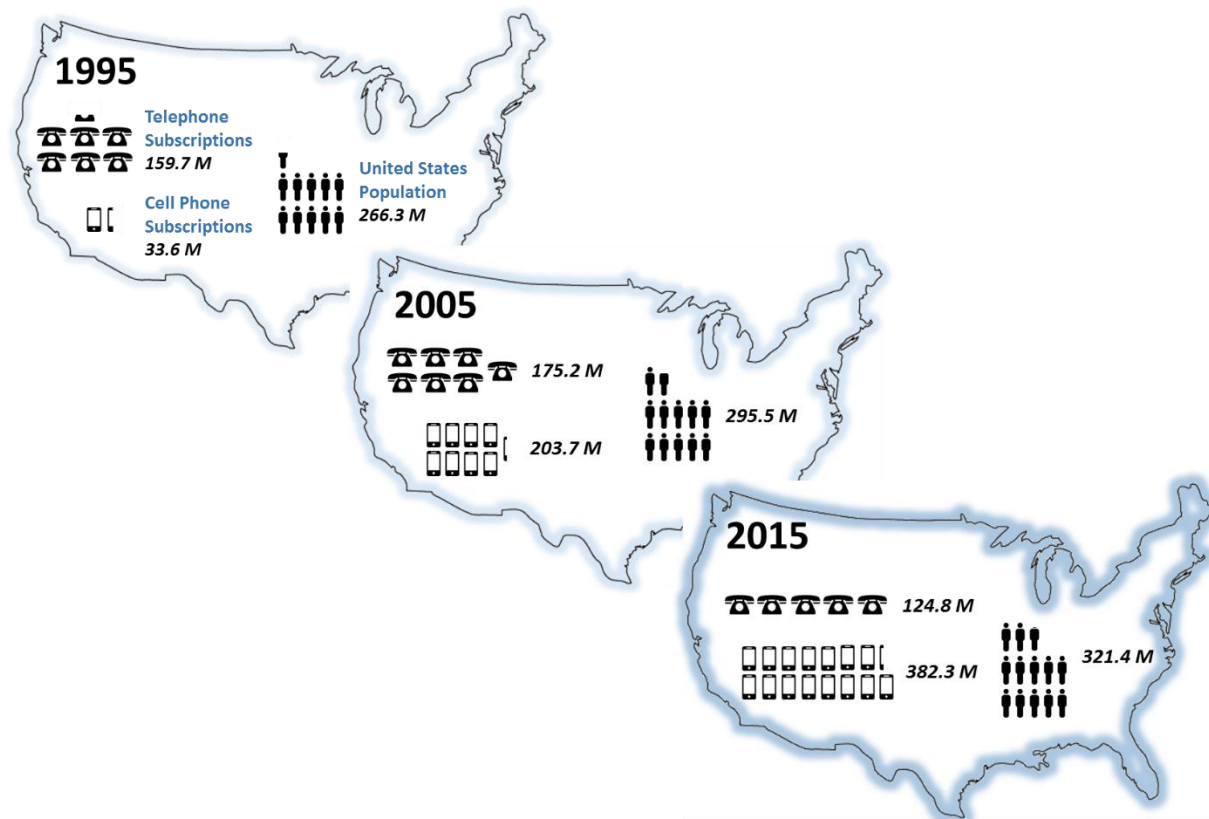 1995
Telephone
Subscriptions
159.7 M
Cell Phone
Subscriptions
33.6 M
United States
Population
266.3 M
2005
175.2 M
203.7 M
295.5 M
2015
124.8 M
382.3 M
321.4 M